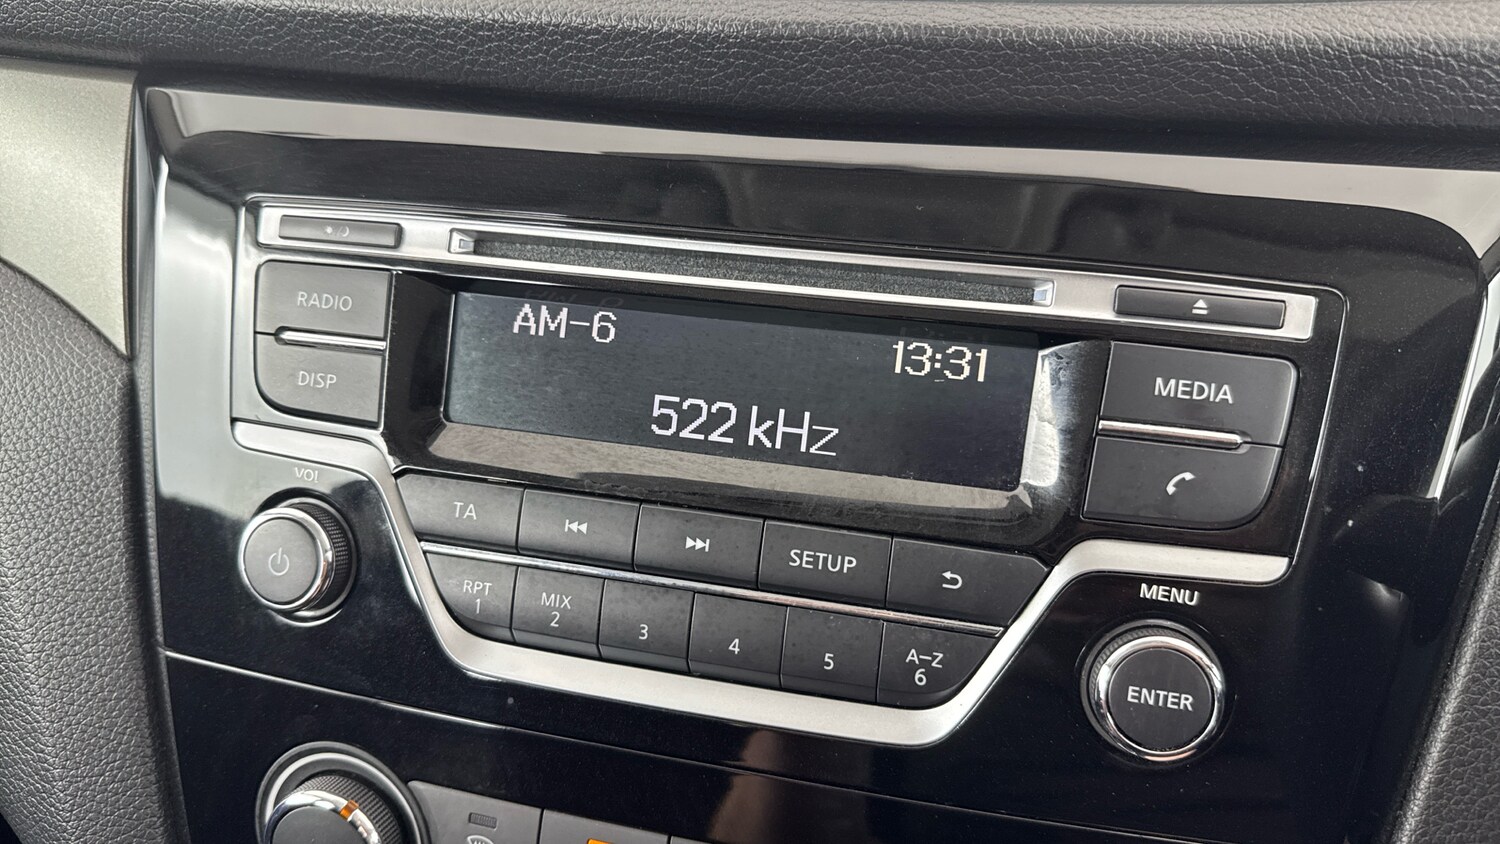 AM-6
13:31
522 kHz
RADIO
DISP
MEDIA
VOL
TA
SETUP
RPT
1
MIX
2
3
4
5
A-Z
6
MENU
ENTER